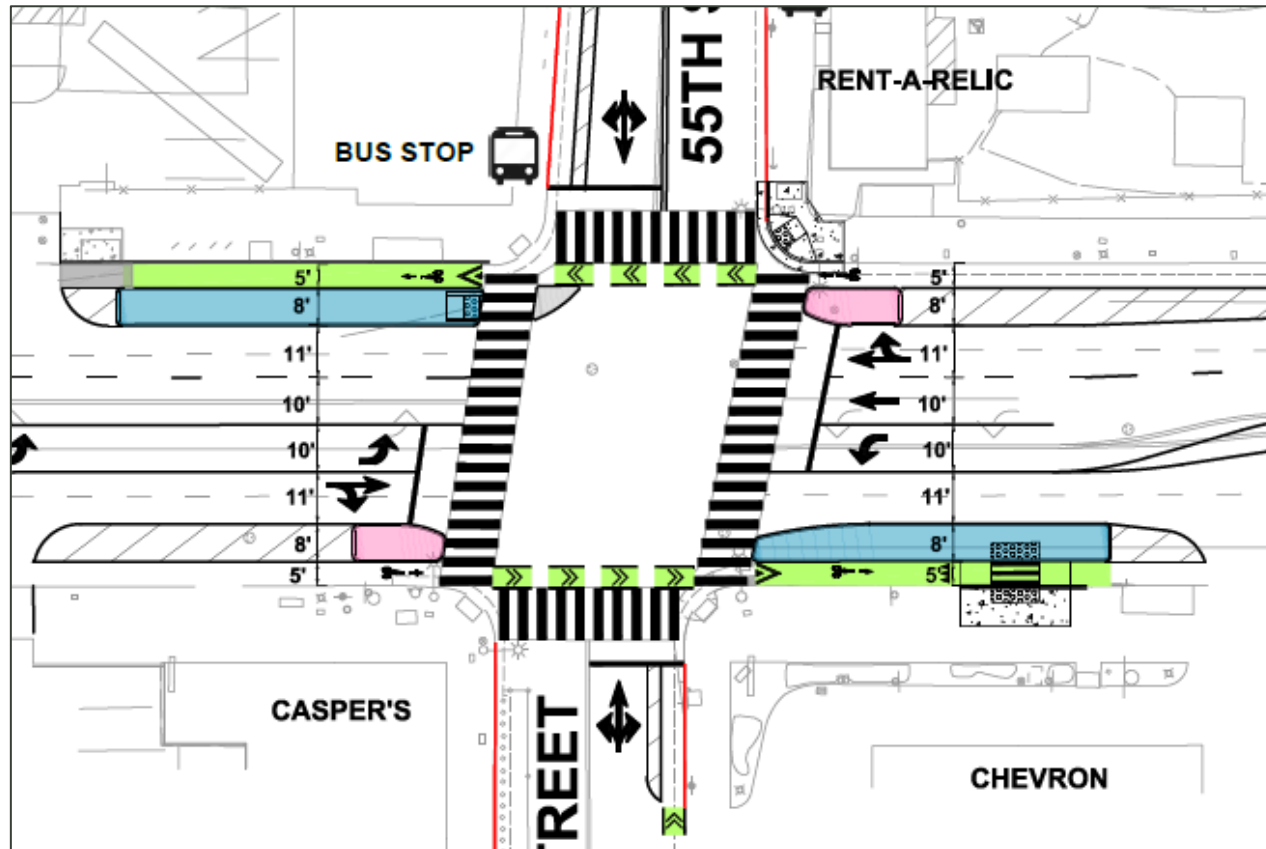 55TH S
RENT-A-RELIC
BUS STOP
5'
8'
11'
10'
10'
11'
8'
5'
5'
8'
11'
10'
10'
11'
8'
5'
CASPER'S
TREET
CHEVRON